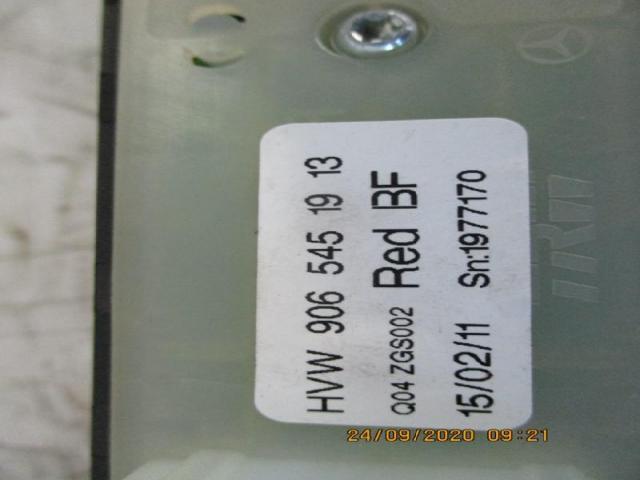 HVW 906 545 19 13
Q04 ZGS002 Red BF
15/02/11 Sn:1977170
TRW
24/09/2020 09:21